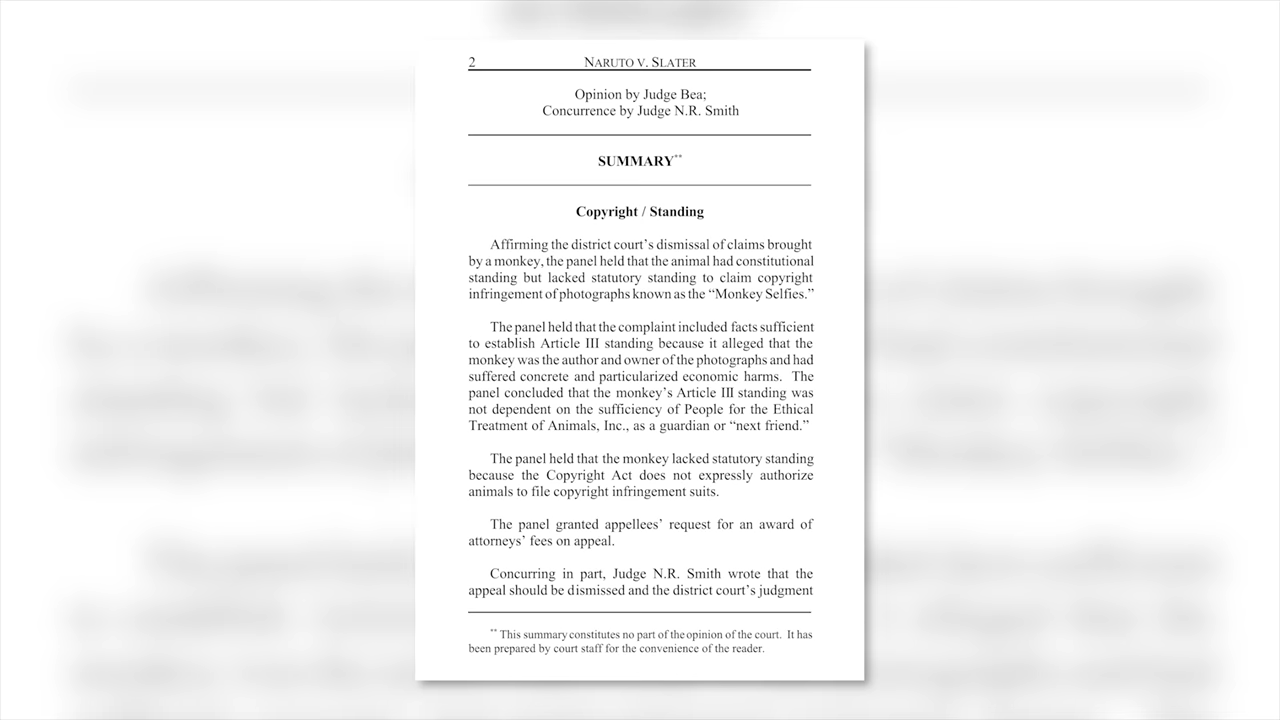 2 NARUTO V. SLATER
Opinion by Judge Bea;
Concurrence by Judge N.R. Smith
SUMMARY**
Copyright / Standing
Affirming the district court’s dismissal of claims brought
by a monkey, the panel held that the animal had constitutional
standing but lacked statutory standing to claim copyright
infringement of photographs known as the “Monkey Selfies.”
The panel held that the complaint included facts sufficient
to establish Article III standing because it alleged that the
monkey was the author and owner of the photographs and had
suffered concrete and particularized economic harms. The
panel concluded that the monkey’s Article III standing was
not dependent on the sufficiency of People for the Ethical
Treatment of Animals, Inc., as a guardian or “next friend.”
The panel held that the monkey lacked statutory standing
because the Copyright Act does not expressly authorize
animals to file copyright infringement suits.
The panel granted appellees’ request for an award of
attorneys’ fees on appeal.
Concurring in part, Judge N.R. Smith wrote that the
appeal should be dismissed and the district court’s judgment
** This summary constitutes no part of the opinion of the court. It has
been prepared by court staff for the convenience of the reader.